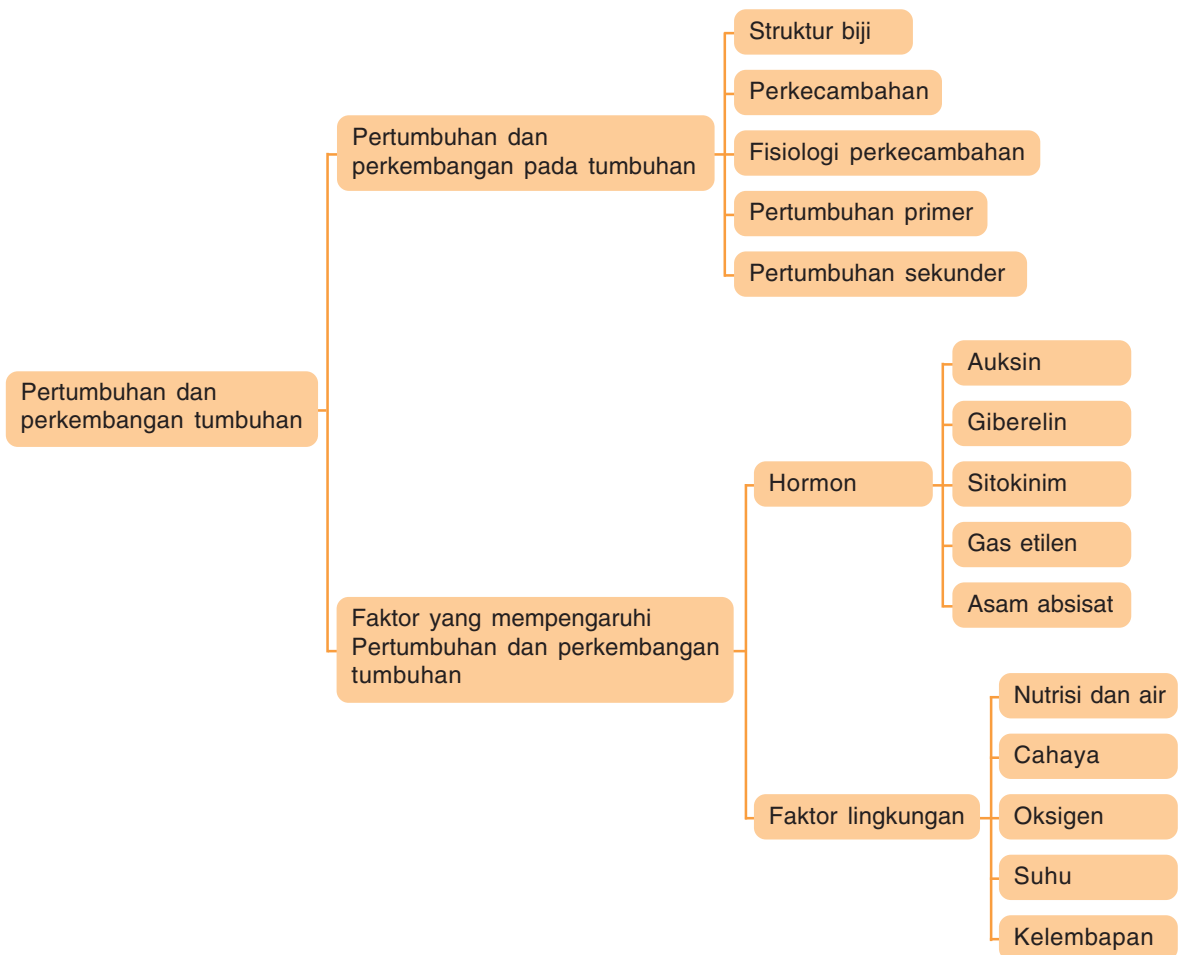 Struktur biji
Perkecambahan
Pertumbuhan dan
perkembangan pada tumbuhan
Fisiologi perkecambahan
Pertumbuhan primer
Pertumbuhan sekunder
Pertumbuhan dan
perkembangan tumbuhan
Auksin
Giberelin
Hormon
Sitokinim
Gas etilen
Asam absisat
Faktor yang mempengaruhi
Pertumbuhan dan perkembangan
tumbuhan
Nutrisi dan air
Cahaya
Faktor lingkungan
Oksigen
Suhu
Kelembapan